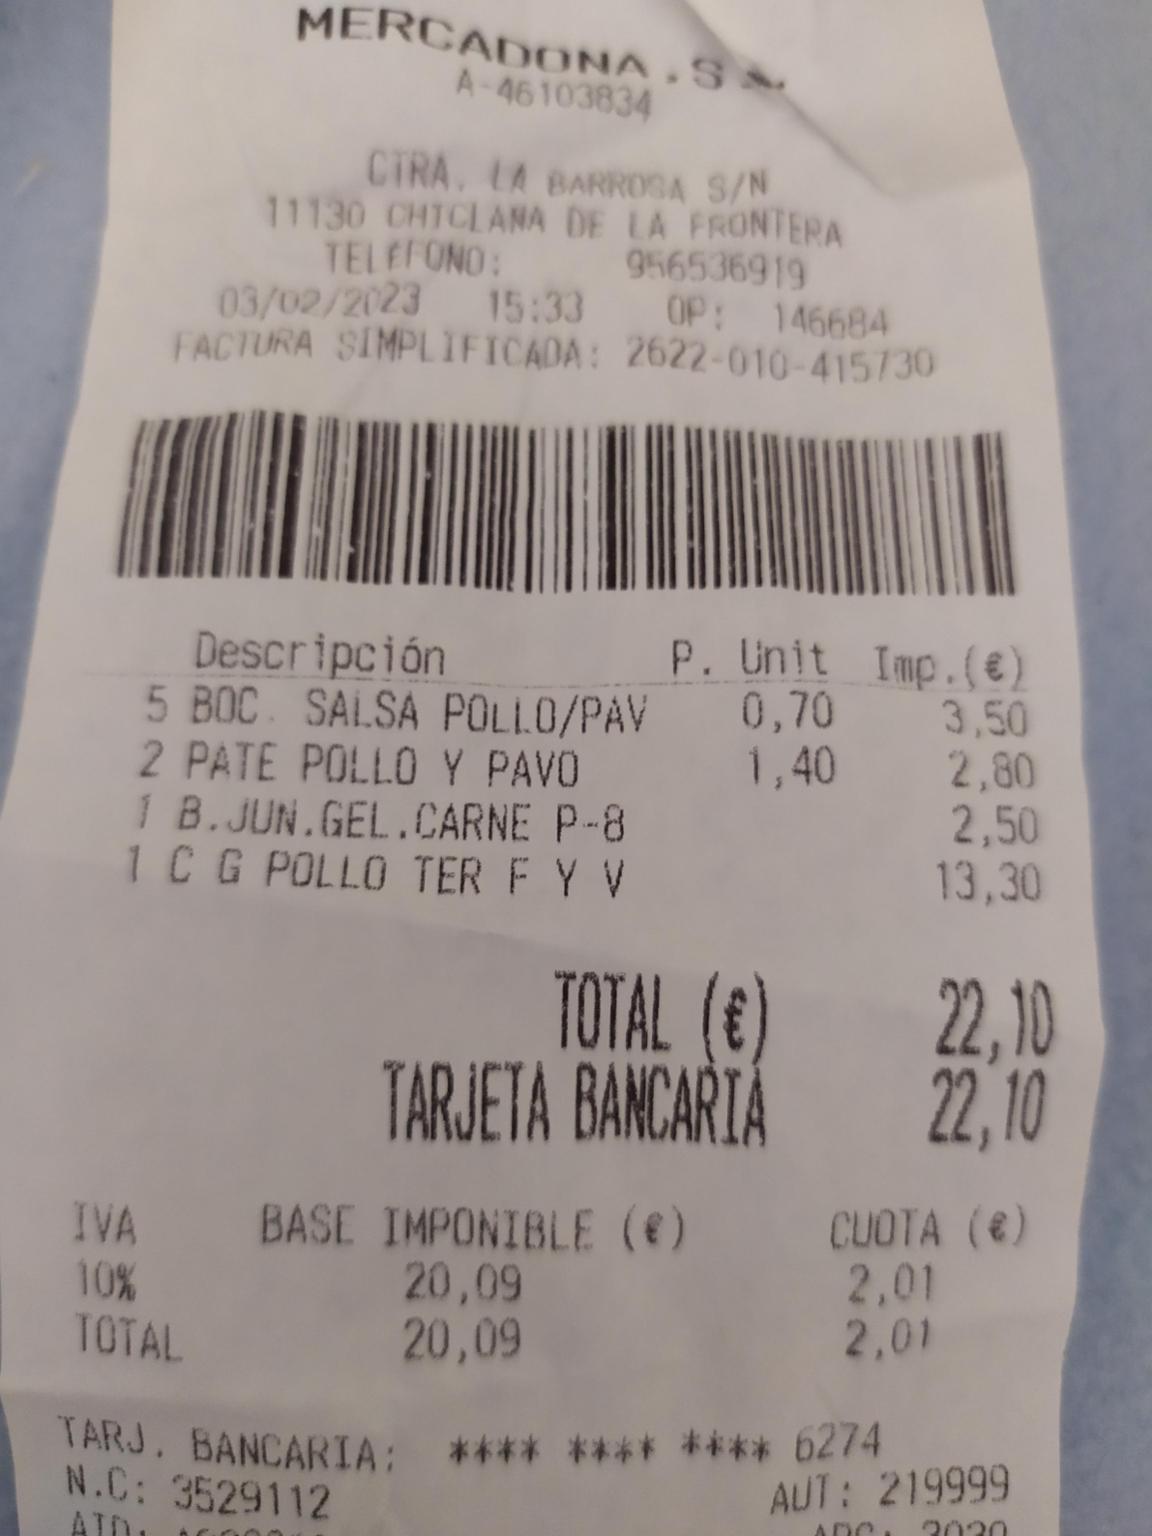 MERCADONA.S
A-46103834
CTRA. LA BARROSA S/N
11130 CHICLANA DE LA FRONTERA
TELEFONO: 956536919
03/02/2023 15:33 OP: 146684
FACTURA SIMPLIFICADA: 2622-010-415730
Descripción P. Unit Imp.(€)
5 BOC. SALSA POLLO/PAV 0,70 3,50
2 PATE POLLO Y PAVO 1,40 2,80
1 B.JUN.GEL.CARNE P-8 2,50
1 C G POLLO TER F Y V 13,30
TOTAL (€) 22,10
TARJETA BANCARIA 22,10
IVA BASE IMPONIBLE (€) CUOTA (€)
10% 20,09 2,01
TOTAL 20,09 2,01
TARJ. BANCARIA: **** **** **** 6274
N.C: 3529112 AUT: 219999